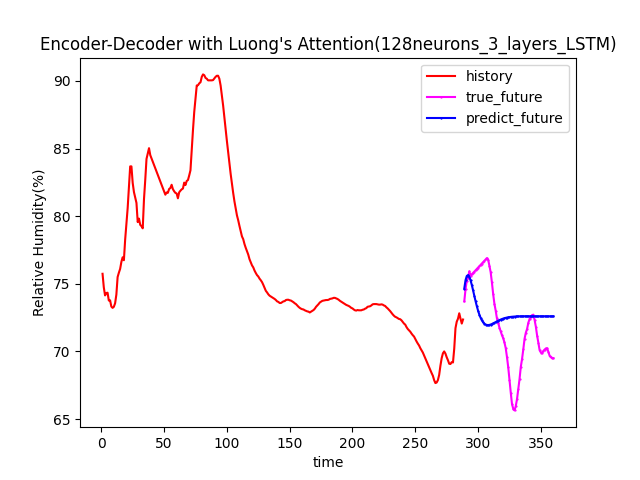 Encoder-Decoder with Luong's Attention(128neurons_3_layers_LSTM)
history
true_future
predict_future
90
85
80
75
70
65
Relative Humidity(%)
0 50 100 150 200 250 300 350
time